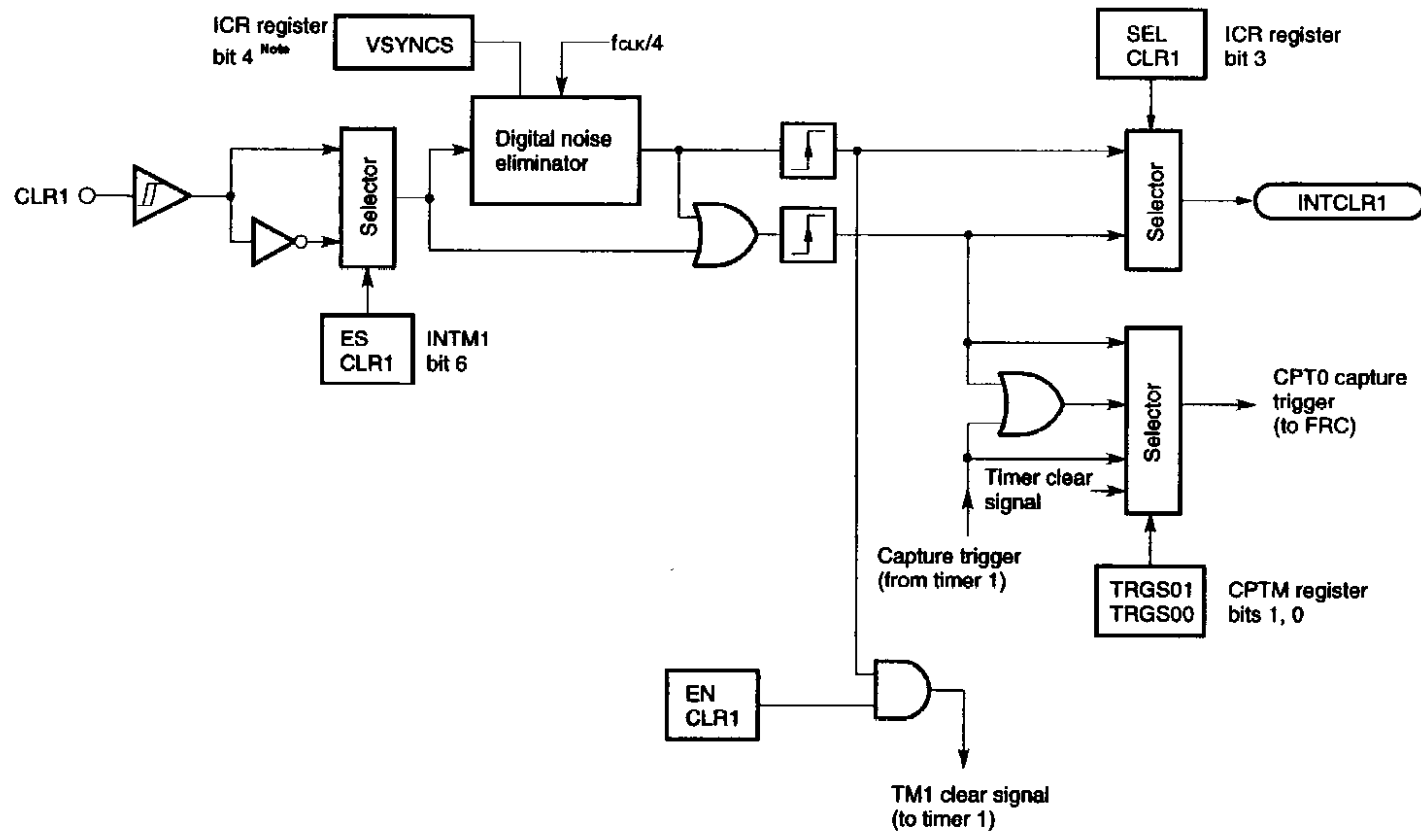 ICR register
bit 4 Note
VSYNCS
fCLK/4
SEL
CLR1
ICR register
bit 3
Digital noise
eliminator
CLR1
Selector
Selector
INTCLR1
ES
CLR1
INTM1
bit 6
Selector
CPT0 capture
trigger
(to FRC)
Timer clear
signal
Capture trigger
(from timer 1)
TRGS01
TRGS00
CPTM register
bits 1, 0
EN
CLR1
TM1 clear signal
(to timer 1)